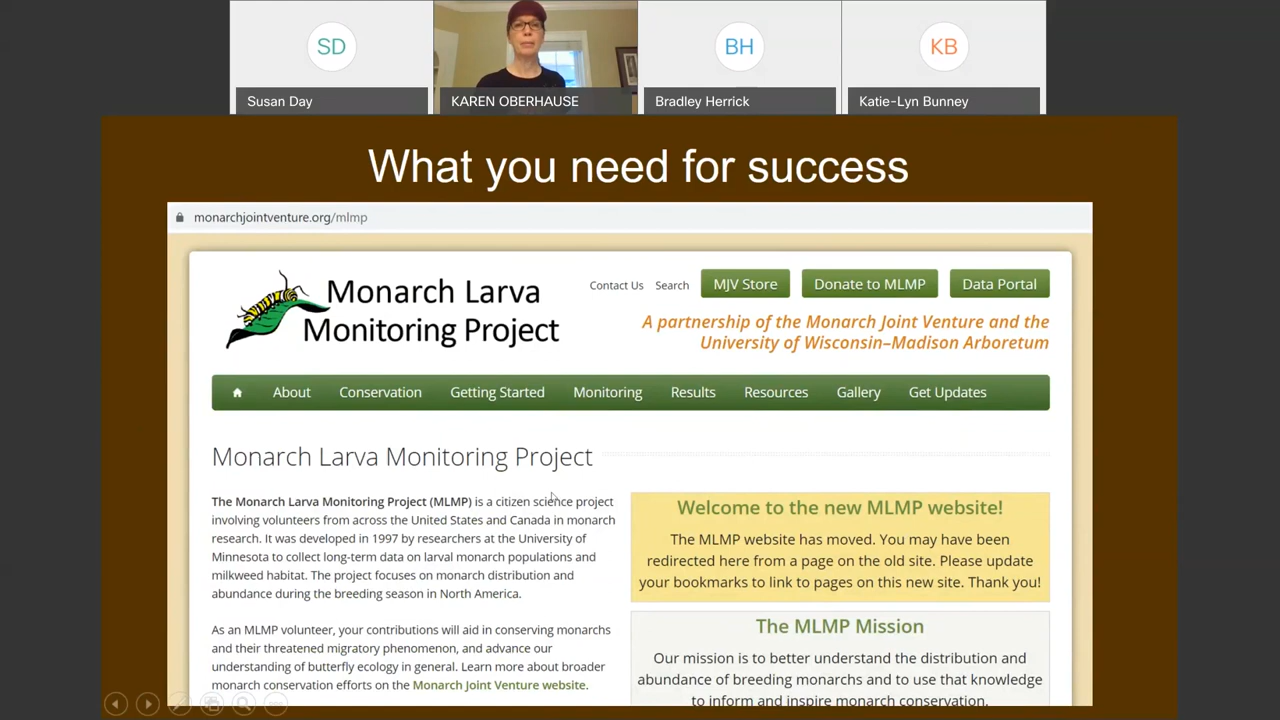 SD
BH
KB
Susan Day
KAREN OBERHAUSE
Bradley Herrick
Katie-Lyn Bunney
What you need for success
monarchjointventure.org/mlmp
Monarch Larva
Monitoring Project
Contact Us
Search
MJV Store
Donate to MLMP
Data Portal
A partnership of the Monarch Joint Venture and the
University of Wisconsin–Madison Arboretum
About
Conservation
Getting Started
Monitoring
Results
Resources
Gallery
Get Updates
Monarch Larva Monitoring Project
The Monarch Larva Monitoring Project (MLMP) is a citizen science project
involving volunteers from across the United States and Canada in monarch
research. It was developed in 1997 by researchers at the University of
Minnesota to collect long-term data on larval monarch populations and
milkweed habitat. The project focuses on monarch distribution and
abundance during the breeding season in North America.
As an MLMP volunteer, your contributions will aid in conserving monarchs
and their threatened migratory phenomenon, and advance our
understanding of butterfly ecology in general. Learn more about broader
monarch conservation efforts on the Monarch Joint Venture website.
Welcome to the new MLMP website!
The MLMP website has moved. You may have been
redirected here from a page on the old site. Please update
your bookmarks to link to pages on this new site. Thank you!
The MLMP Mission
Our mission is to better understand the distribution and
abundance of breeding monarchs and to use that knowledge
to inform and inspire monarch conservation.